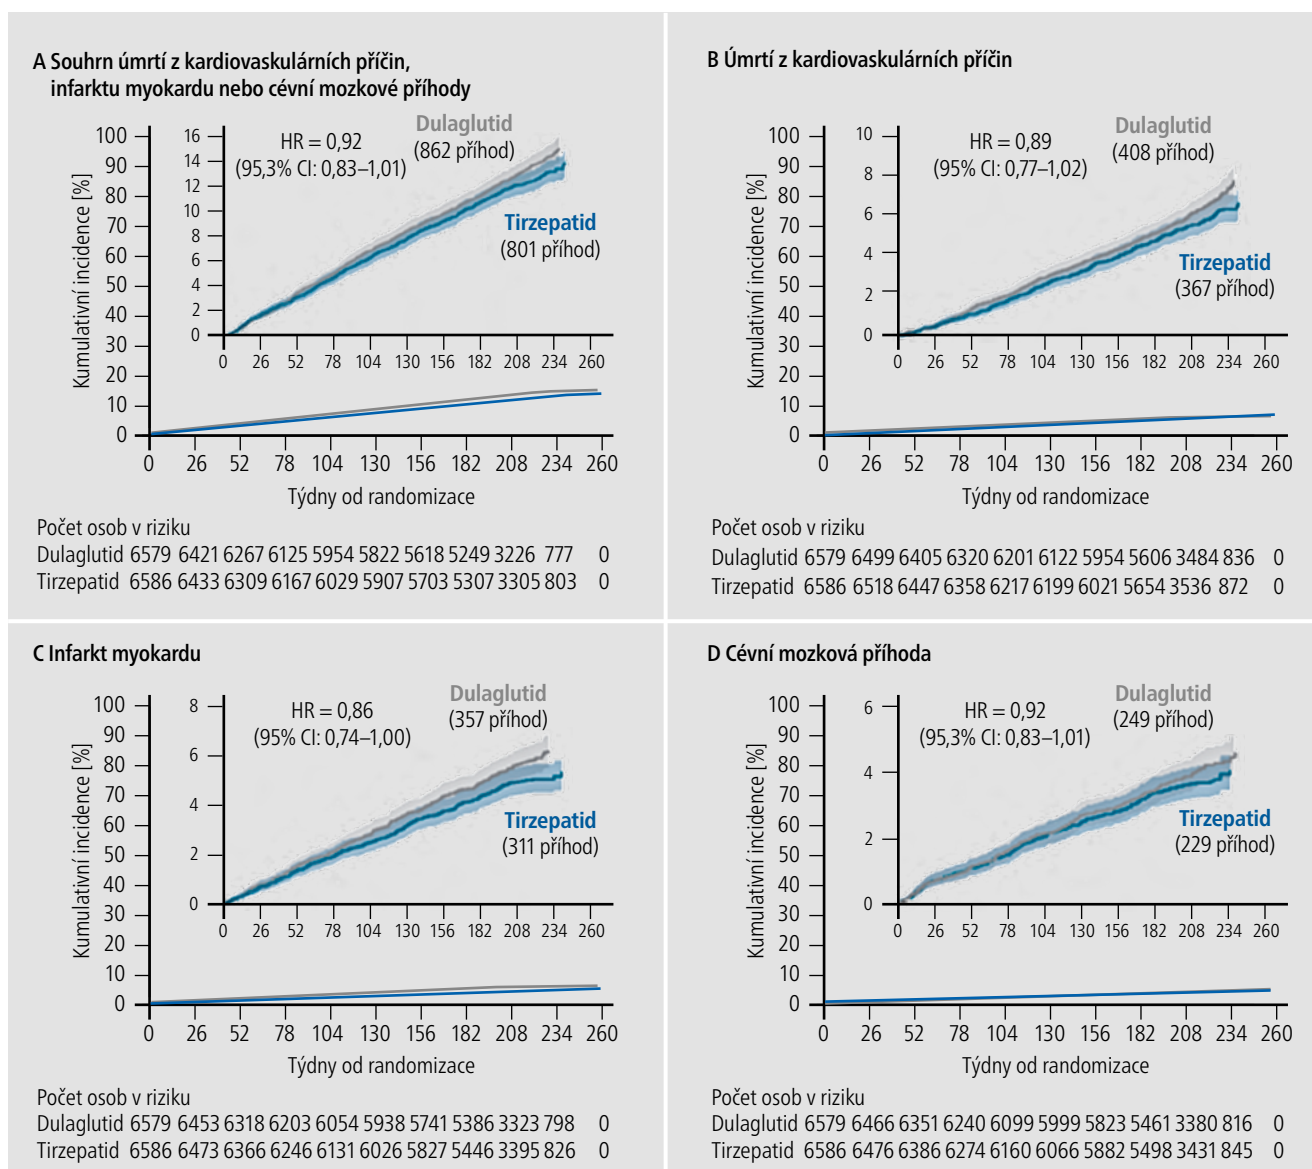 A Souhrn úmrtí z kardiovaskulárních příčin,
infarktu myokardu nebo cévní mozkové příhody
Kumulativní incidence [%]
100
90
80
70
60
50
40
30
20
10
0
16
14
12
10
8
6
4
2
0
HR = 0,92
(95,3% CI: 0,83–1,01)
Dulaglutid
(862 příhod)
Tirzepatid
(801 příhod)
0 26 52 78 104 130 156 182 208 234 260
0 26 52 78 104 130 156 182 208 234 260
Týdny od randomizace
Počet osob v riziku
Dulaglutid 6579 6421 6267 6125 5954 5822 5618 5249 3226 777 0
Tirzepatid 6586 6433 6309 6167 6029 5907 5703 5307 3305 803 0
B Úmrtí z kardiovaskulárních příčin
Kumulativní incidence [%]
100
90
80
70
60
50
40
30
20
10
0
10
8
6
4
2
0
HR = 0,89
(95% CI: 0,77–1,02)
Dulaglutid
(408 příhod)
Tirzepatid
(367 příhod)
0 26 52 78 104 130 156 182 208 234 260
0 26 52 78 104 130 156 182 208 234 260
Týdny od randomizace
Počet osob v riziku
Dulaglutid 6579 6499 6405 6320 6201 6122 5954 5606 3484 836 0
Tirzepatid 6586 6518 6447 6358 6217 6199 6021 5654 3536 872 0
C Infarkt myokardu
Kumulativní incidence [%]
100
90
80
70
60
50
40
30
20
10
0
8
6
4
2
0
HR = 0,86
(95% CI: 0,74–1,00)
Dulaglutid
(357 příhod)
Tirzepatid
(311 příhod)
0 26 52 78 104 130 156 182 208 234 260
0 26 52 78 104 130 156 182 208 234 260
Týdny od randomizace
Počet osob v riziku
Dulaglutid 6579 6453 6318 6203 6054 5938 5741 5386 3323 798 0
Tirzepatid 6586 6473 6366 6246 6131 6026 5827 5446 3395 826 0
D Cévní mozková příhoda
Kumulativní incidence [%]
100
90
80
70
60
50
40
30
20
10
0
6
4
2
0
HR = 0,92
(95,3% CI: 0,83–1,01)
Dulaglutid
(249 příhod)
Tirzepatid
(229 příhod)
0 26 52 78 104 130 156 182 208 234 260
0 26 52 78 104 130 156 182 208 234 260
Týdny od randomizace
Počet osob v riziku
Dulaglutid 6579 6466 6351 6240 6099 5999 5823 5461 3380 816 0
Tirzepatid 6586 6476 6386 6274 6160 6066 5882 5498 3431 845 0